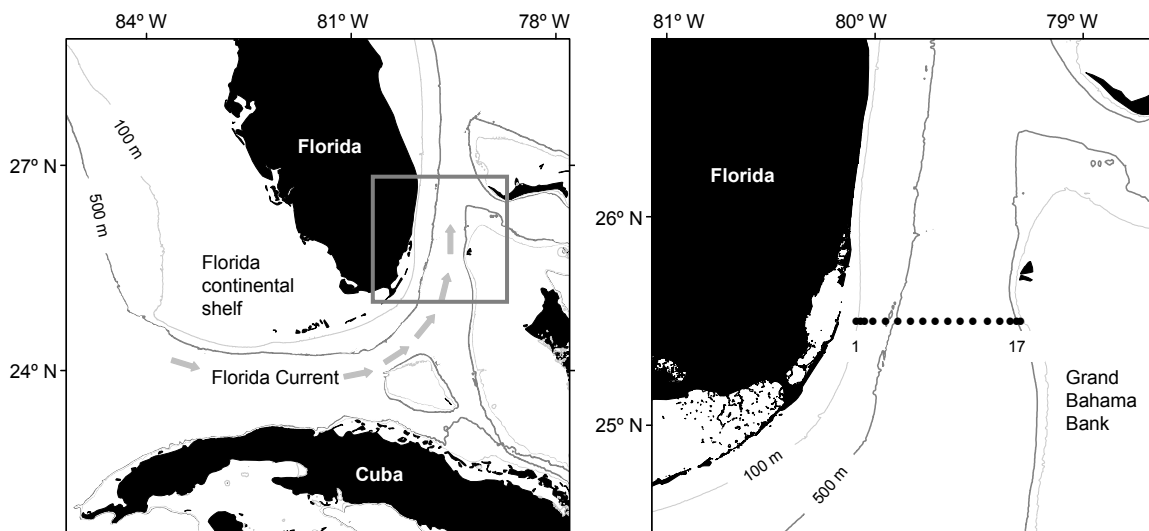 84º W
81º W
78º W
27º N
24º N
100 m
500 m
Florida
Florida
continental
shelf
Florida Current
Cuba
81º W
80º W
79º W
26º N
25º N
Florida
1
17
100 m
500 m
Grand
Bahama
Bank